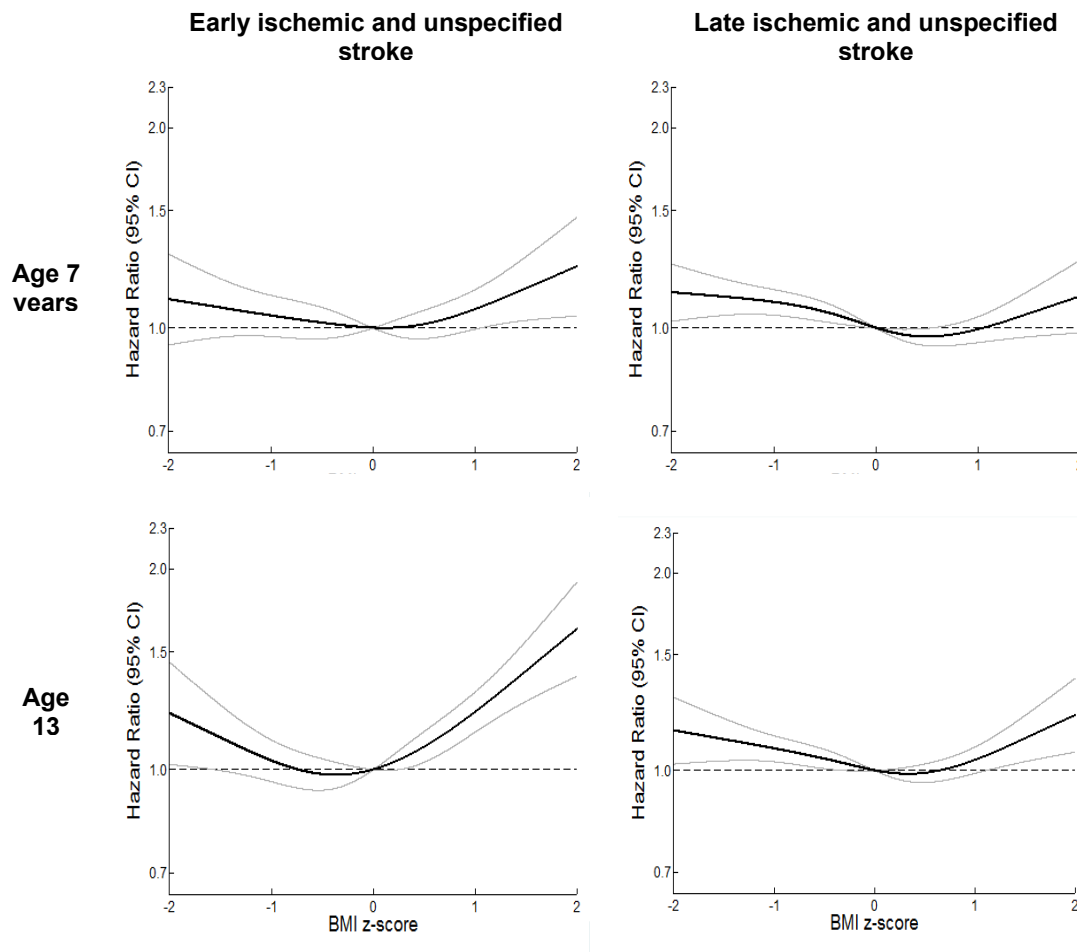 Early ischemic and unspecified
stroke
Late ischemic and unspecified
stroke
Age 7
vears
Hazard Ratio (95% CI)
2.3
2.0
1.5
1.0
0.7
-2 -1 0 1 2
Hazard Ratio (95% CI)
2.3
2.0
1.5
1.0
0.7
-2 -1 0 1 2
Age
13
Hazard Ratio (95% CI)
2.3
2.0
1.5
1.0
0.7
-2 -1 0 1 2
BMI z-score
Hazard Ratio (95% CI)
2.3
2.0
1.5
1.0
0.7
-2 -1 0 1 2
BMI z-score